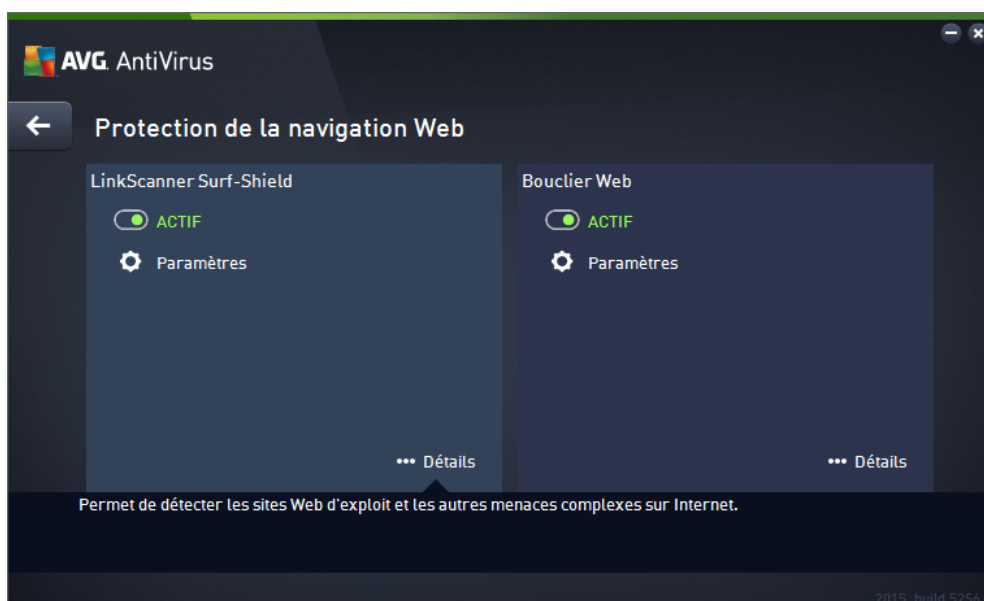 AVG. AntiVirus
Protection de la navigation Web
LinkScanner Surf-Shield
ACTIF
Paramètres
Détails
Bouclier Web
ACTIF
Paramètres
Détails
Permet de détecter les sites Web d'exploit et les autres menaces complexes sur Internet.
2015 build 5256